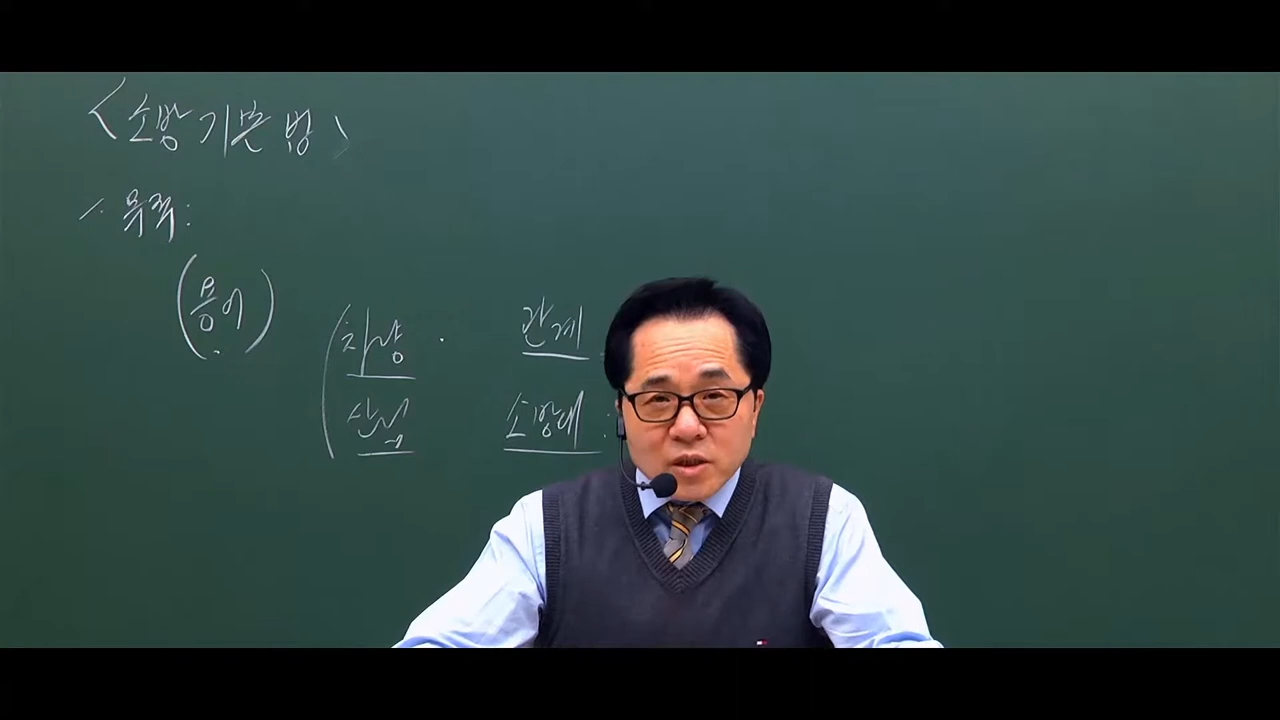 <소방기본법>
1. 목적:
(용어)
차량 · 관계
산림 소방대: